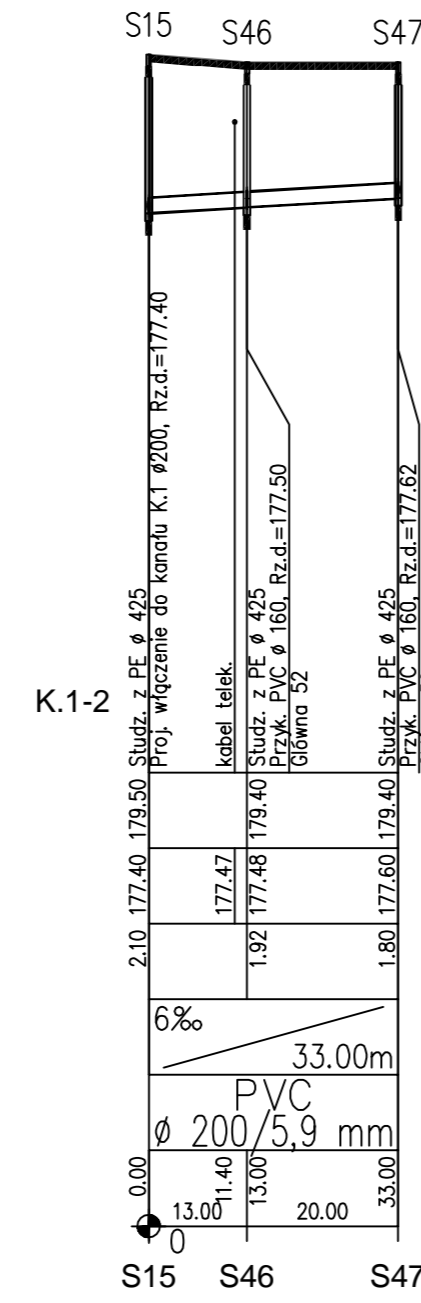 S15 S46 S47
Proj. włączenie do kanału K.1 ø200, Rz.d.=177.40
Studz. z PE ø 425
kabel telek.
Studz. z PE ø 425
Przyk. PVC ø 160, Rz.d.=177.50
Główna 52
Studz. z PE ø 425
Przyk. PVC ø 160, Rz.d.=177.62
K.1-2
179.50 179.40 179.40
177.40 177.47 177.48 177.60
2.10 1.92 1.80
6‰
33.00m
PVC
ø 200/5,9 mm
0.00 11.40 13.00 33.00
13.00 20.00
0
S15 S46 S47